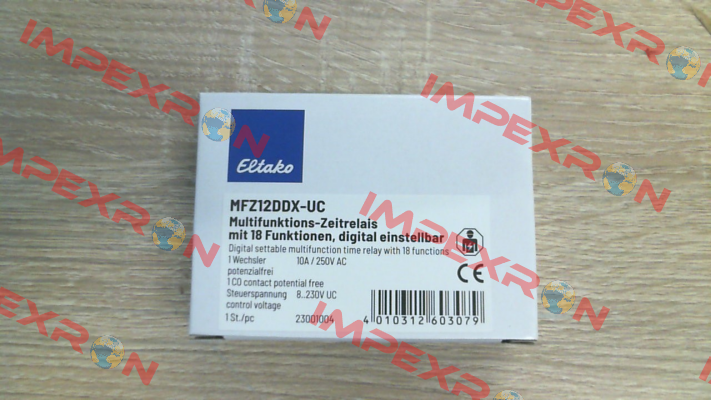 IMPEXRON
IMPEXRON
IMPEXRON
IMPEXRON
IMPEXRON
Eltako
MFZ12DDX-UC
Multifunktions-Zeitrelais
mit 18 Funktionen, digital einstellbar
Digital settable multifunction time relay with 18 functions
1 Wechsler 10A / 250V AC
potenzialfrei
1 CO contact potential free
Steuerspannung 8..230V UC
control voltage
1 St./pc 23001004
4 010312 603079
CE